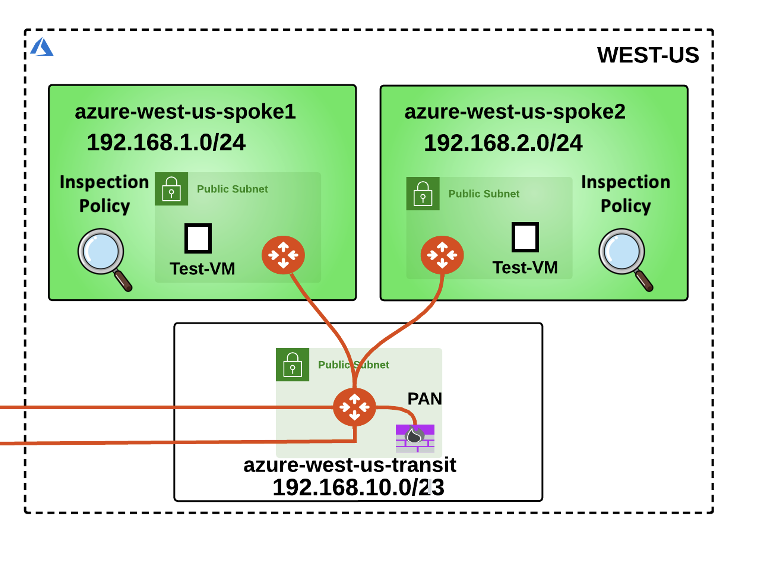 WEST-US
azure-west-us-spoke1
192.168.1.0/24
Inspection
Policy
Public Subnet
Test-VM
azure-west-us-spoke2
192.168.2.0/24
Public Subnet
Test-VM
Inspection
Policy
Public Subnet
PAN
azure-west-us-transit
192.168.10.0/23